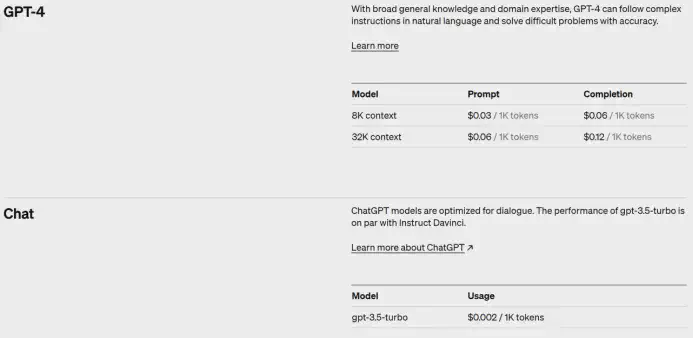 GPT-4
With broad general knowledge and domain expertise, GPT-4 can follow complex
instructions in natural language and solve difficult problems with accuracy.
Learn more
Model Prompt Completion
8K context $0.03 / 1K tokens $0.06 / 1K tokens
32K context $0.06 / 1K tokens $0.12 / 1K tokens
Chat
ChatGPT models are optimized for dialogue. The performance of gpt-3.5-turbo is
on par with Instruct Davinci.
Learn more about ChatGPT ↗
Model Usage
gpt-3.5-turbo $0.002 / 1K tokens